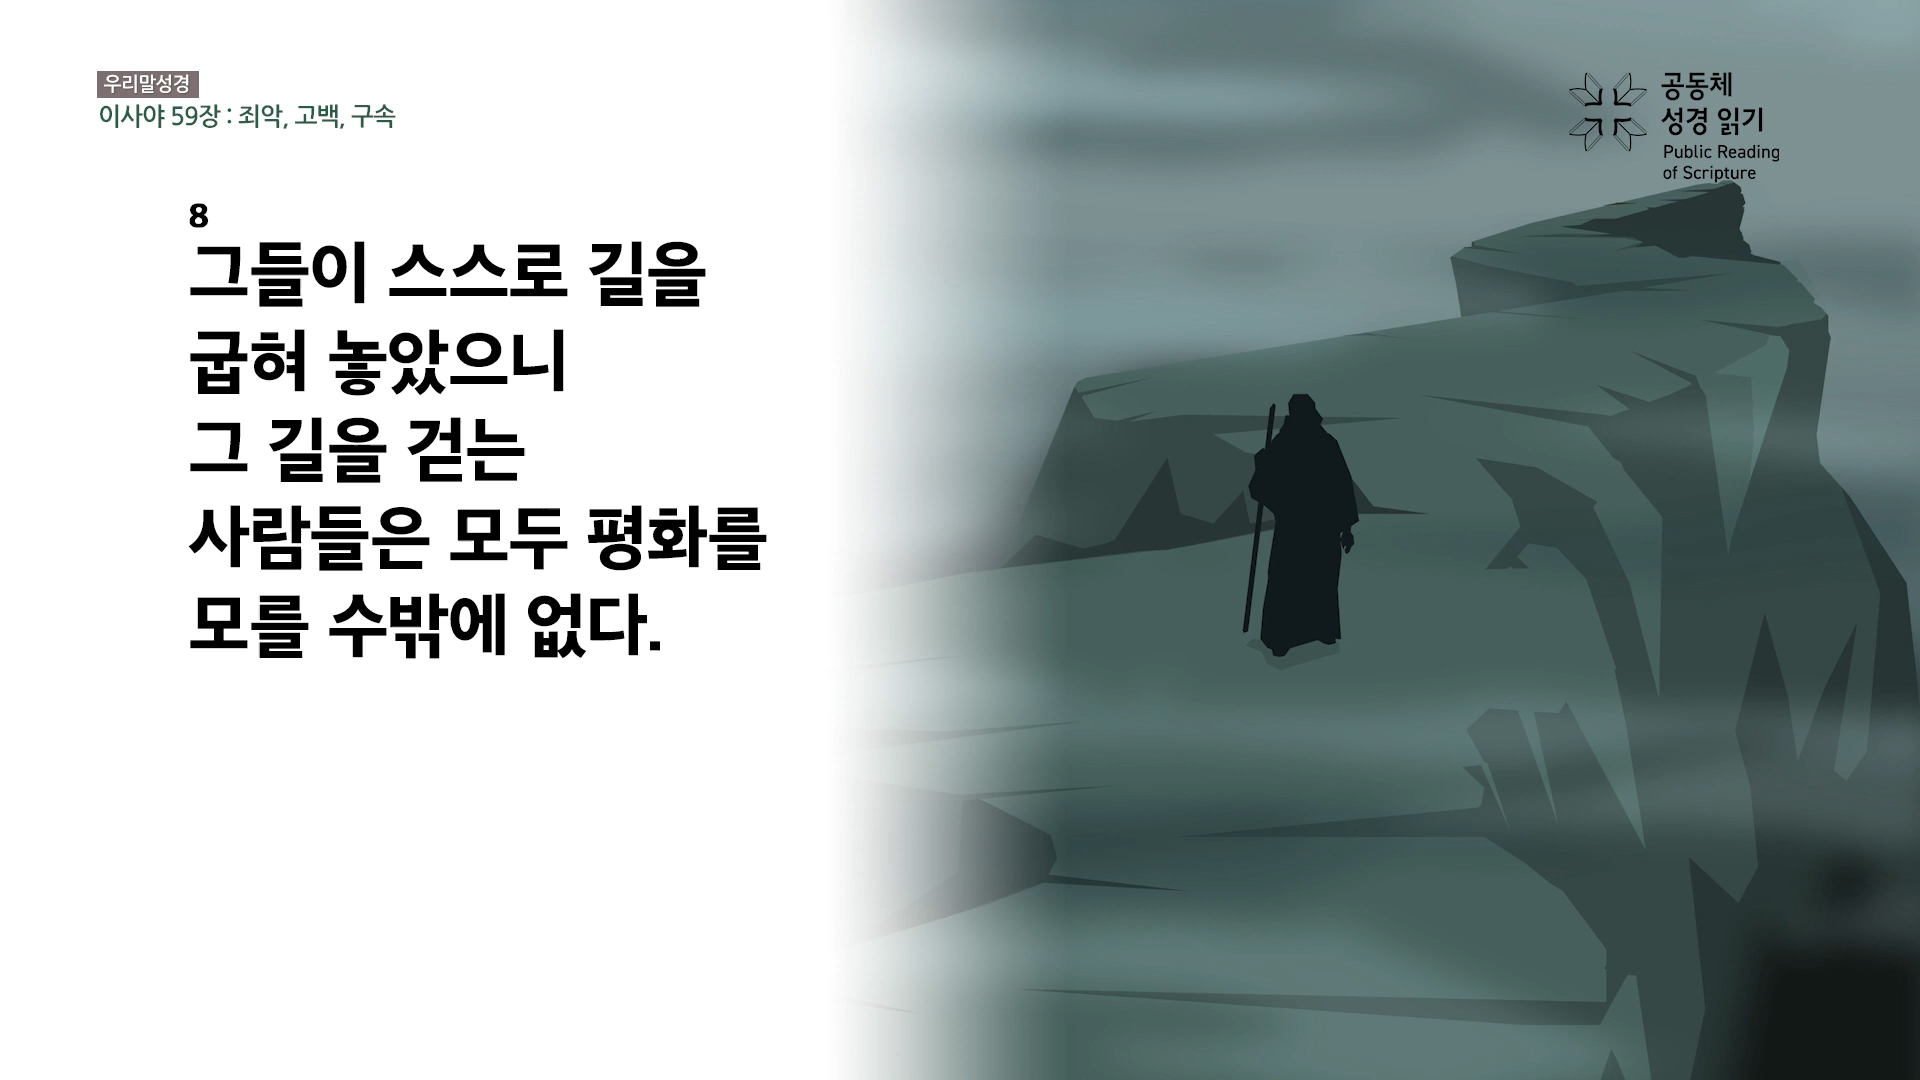 우리말성경
이사야 59장 : 죄악, 고백, 구속
공동체
성경 읽기
Public Reading
of Scripture
8
그들이 스스로 길을
굽혀 놓았으니
그 길을 걷는
사람들은 모두 평화를
모를 수밖에 없다.